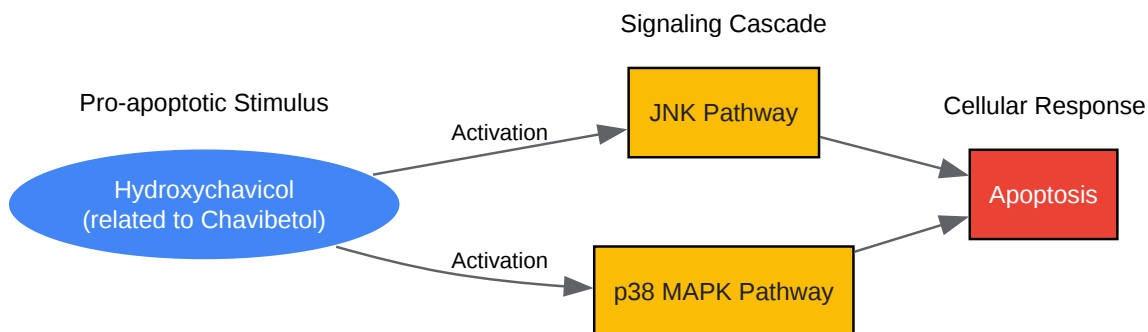 Signaling Cascade
Pro-apoptotic Stimulus
JNK Pathway
Cellular Response
Activation
Hydroxychavicol
(related to Chavibetol)
Apoptosis
Activation
p38 MAPK Pathway